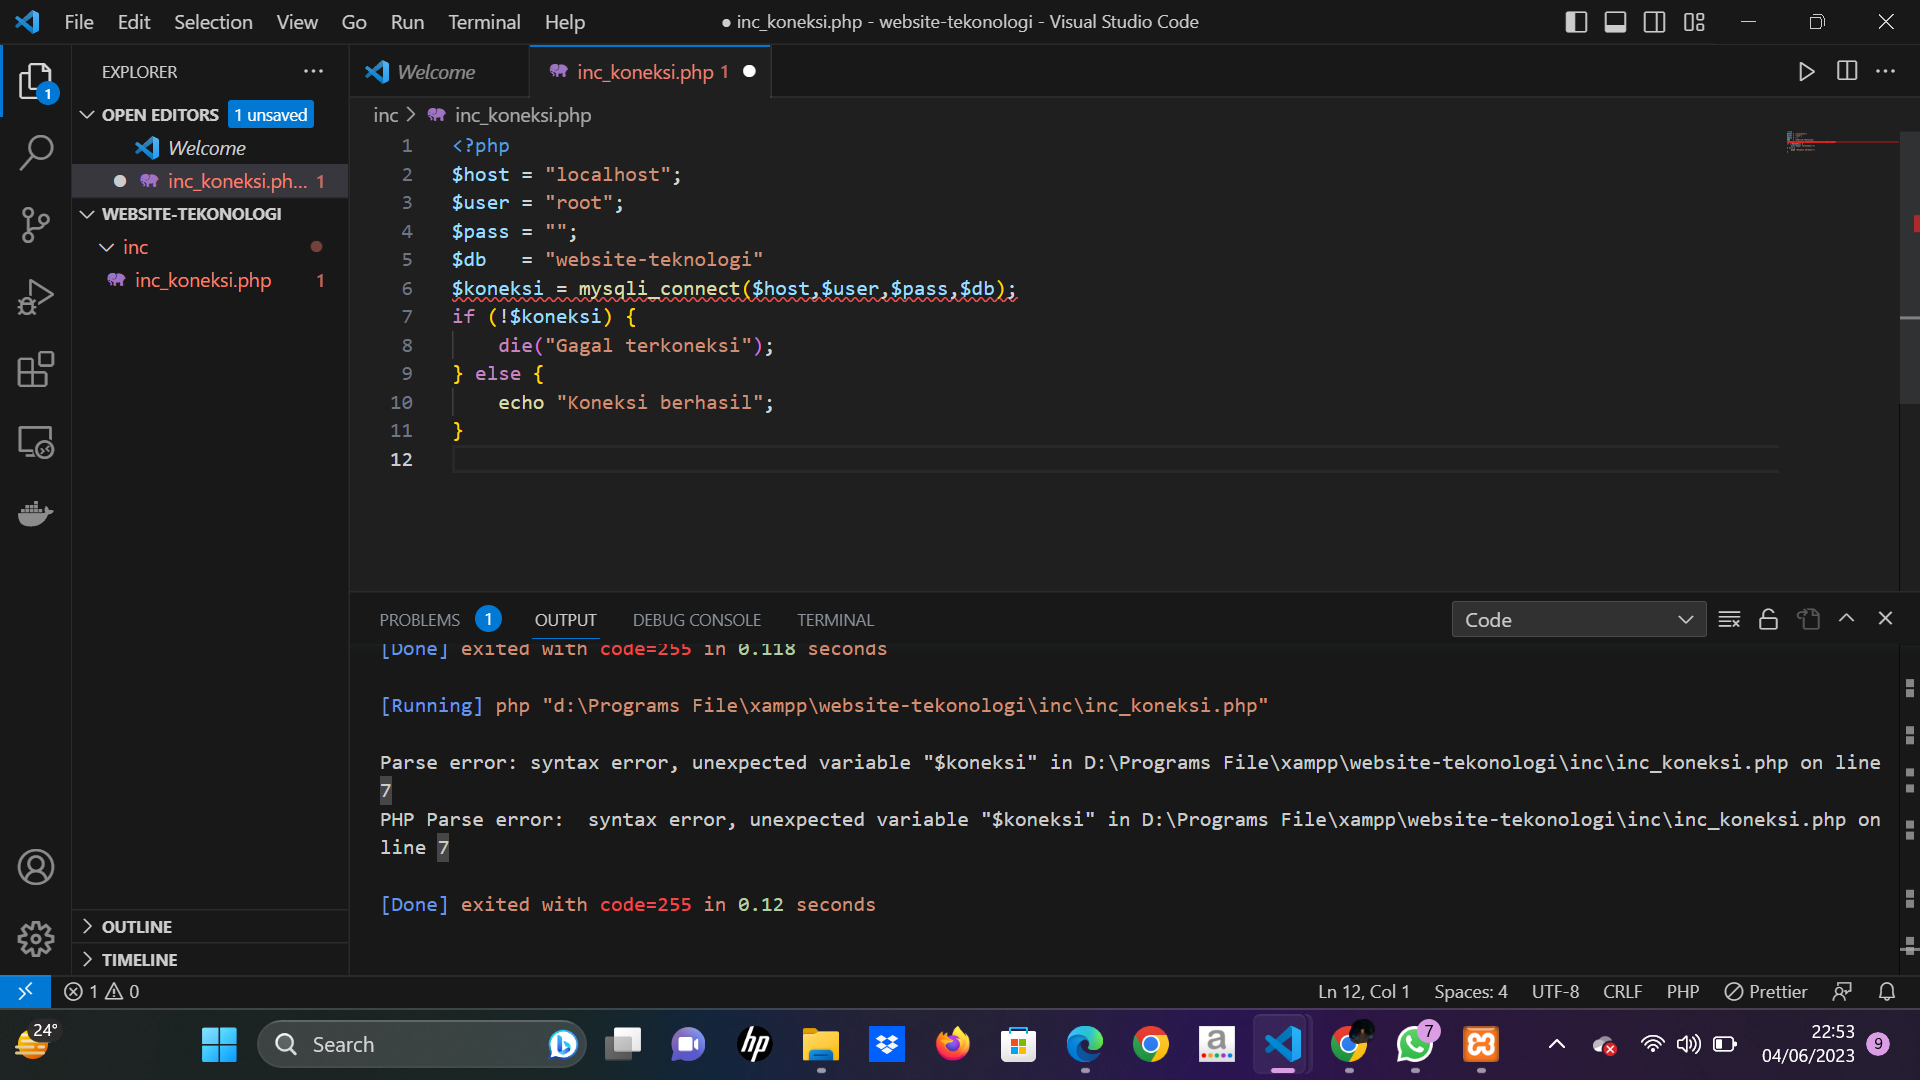 File Edit Selection View Go Run Terminal Help
● inc_koneksi.php - website-tekonologi - Visual Studio Code
1
EXPLORER
OPEN EDITORS 1 unsaved
Welcome
inc_koneksi.ph... 1
WEBSITE-TEKONOLOGI
inc
inc_koneksi.php 1
OUTLINE
TIMELINE
Welcome
inc_koneksi.php 1
inc > inc_koneksi.php
1 <?php
2 $host = "localhost";
3 $user = "root";
4 $pass = "";
5 $db   = "website-teknologi"
6 $koneksi = mysqli_connect($host,$user,$pass,$db);
7 if (!$koneksi) {
8     die("Gagal terkoneksi");
9 } else {
10     echo "Koneksi berhasil";
11 }
12
PROBLEMS 1 OUTPUT DEBUG CONSOLE TERMINAL
Code
[Done] exited with code=255 in 0.118 seconds
[Running] php "d:\Programs File\xampp\website-tekonologi\inc\inc_koneksi.php"
Parse error: syntax error, unexpected variable "$koneksi" in D:\Programs File\xampp\website-tekonologi\inc\inc_koneksi.php on line
7
PHP Parse error:  syntax error, unexpected variable "$koneksi" in D:\Programs File\xampp\website-tekonologi\inc\inc_koneksi.php on
line 7
[Done] exited with code=255 in 0.12 seconds
1 0
Ln 12, Col 1 Spaces: 4 UTF-8 CRLF PHP Prettier
24°
Search
hp
a
7
22:53
04/06/2023
9